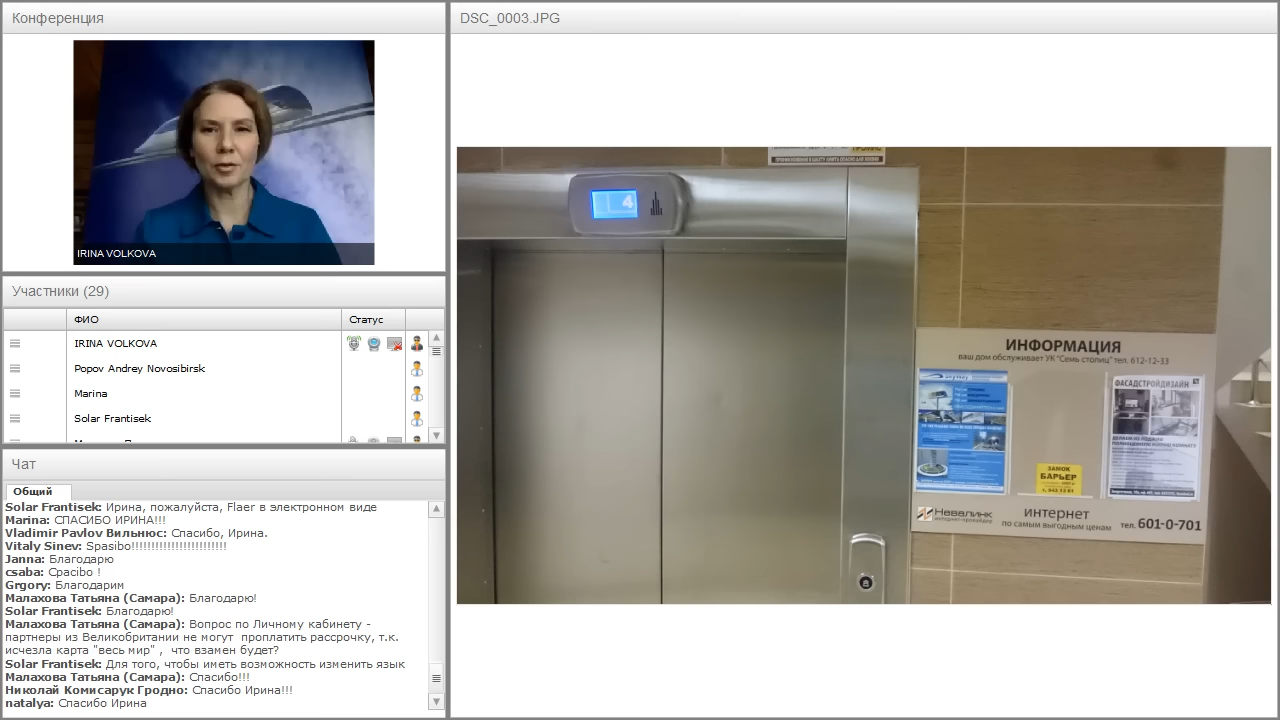 Конференция
IRINA VOLKOVA
Участники (29)
ФИО
Статус
IRINA VOLKOVA
Popov Andrey Novosibirsk
Marina
Solar Frantisek
Чат
Общий
Solar Frantisek: Ирина, пожалуйста, Flaer в электронном виде
Marina: СПАСИБО ИРИНА!!!
Vladimir Pavlov Вильнюс: Спасибо, Ирина.
Vitaly Sinev: Spasibo!!!!!!!!!!!!!!!!!!!!!!!!
Janna: Благодарю
csaba: Cpacibo !
Grgory: Благодарим
Малахова Татьяна (Самара): Благодарю!
Solar Frantisek: Благодарю!
Малахова Татьяна (Самара): Вопрос по Личному кабинету -
партнеры из Великобритании не могут проплатить рассрочку, т.к.
исчезла карта "весь мир" , что взамен будет?
Solar Frantisek: Для того, чтобы иметь возможность изменить язык
Малахова Татьяна (Самара): Спасибо!!!
Николай Комисарук Гродно: Спасибо Ирина!!!
natalya: Спасибо Ирина
DSC_0003.JPG
4
ИНФОРМАЦИЯ
ваш дом обслуживает УК "Семь столиц" тел. 612-12-33
ФАСАДСТРОЙДИЗАЙН
ЗАМОК
БАРЬЕР
Невалинк
интернет-провайдер
интернет
по самым выгодным ценам
тел. 601-0-701